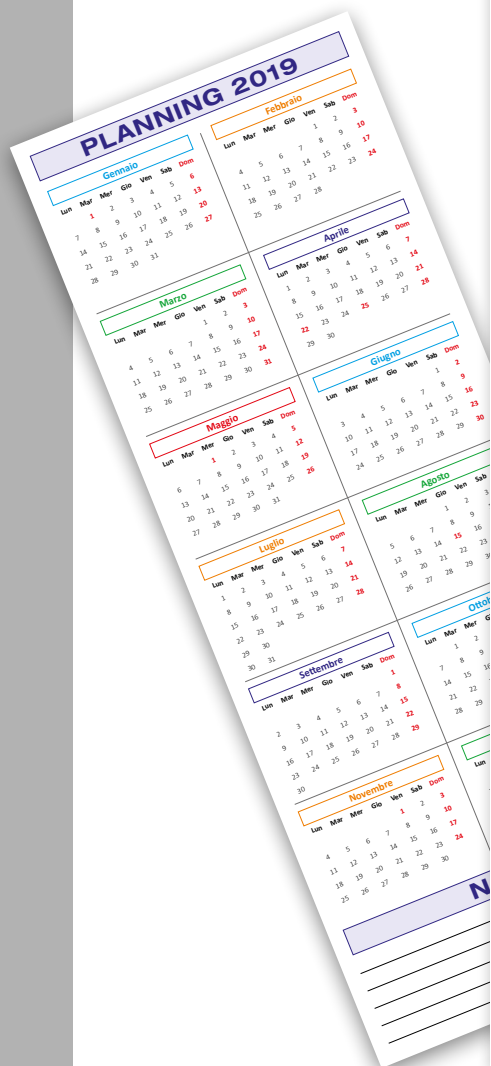 PLANNING 2019
Gennaio
Lun Mar Mer Gio Ven Sab Dom
1 2 3 4 5 6
7 8 9 10 11 12 13
14 15 16 17 18 19 20
21 22 23 24 25 26 27
28 29 30 31
Febbraio
Lun Mar Mer Gio Ven Sab Dom
1 2 3
4 5 6 7 8 9 10
11 12 13 14 15 16 17
18 19 20 21 22 23 24
25 26 27 28
Marzo
Lun Mar Mer Gio Ven Sab Dom
1 2 3
4 5 6 7 8 9 10
11 12 13 14 15 16 17
18 19 20 21 22 23 24
25 26 27 28 29 30 31
Aprile
Lun Mar Mer Gio Ven Sab Dom
1 2 3 4 5 6 7
8 9 10 11 12 13 14
15 16 17 18 19 20 21
22 23 24 25 26 27 28
29 30
Maggio
Lun Mar Mer Gio Ven Sab Dom
1 2 3 4 5
6 7 8 9 10 11 12
13 14 15 16 17 18 19
20 21 22 23 24 25 26
27 28 29 30 31
Giugno
Lun Mar Mer Gio Ven Sab Dom
1 2
3 4 5 6 7 8 9
10 11 12 13 14 15 16
17 18 19 20 21 22 23
24 25 26 27 28 29 30
Luglio
Lun Mar Mer Gio Ven Sab Dom
1 2 3 4 5 6 7
8 9 10 11 12 13 14
15 16 17 18 19 20 21
22 23 24 25 26 27 28
29 30
30 31
Agosto
Lun Mar Mer Gio Ven Sab
1 2 3
5 6 7 8 9
12 13 14 15 16
19 20 21 22 23
26 27 28 29
Settembre
Lun Mar Mer Gio Ven Sab Dom
1
2 3 4 5 6 7 8
9 10 11 12 13 14 15
16 17 18 19 20 21 22
23 24 25 26 27 28 29
30
Ottob
Lun Mar Mer
1 2
7 8 9
14 15
21 22
28 29
Novembre
Lun Mar Mer Gio Ven Sab Dom
1 2 3
4 5 6 7 8 9 10
11 12 13 14 15 16 17
18 19 20 21 22 23 24
25 26 27 28 29 30
Lun
N